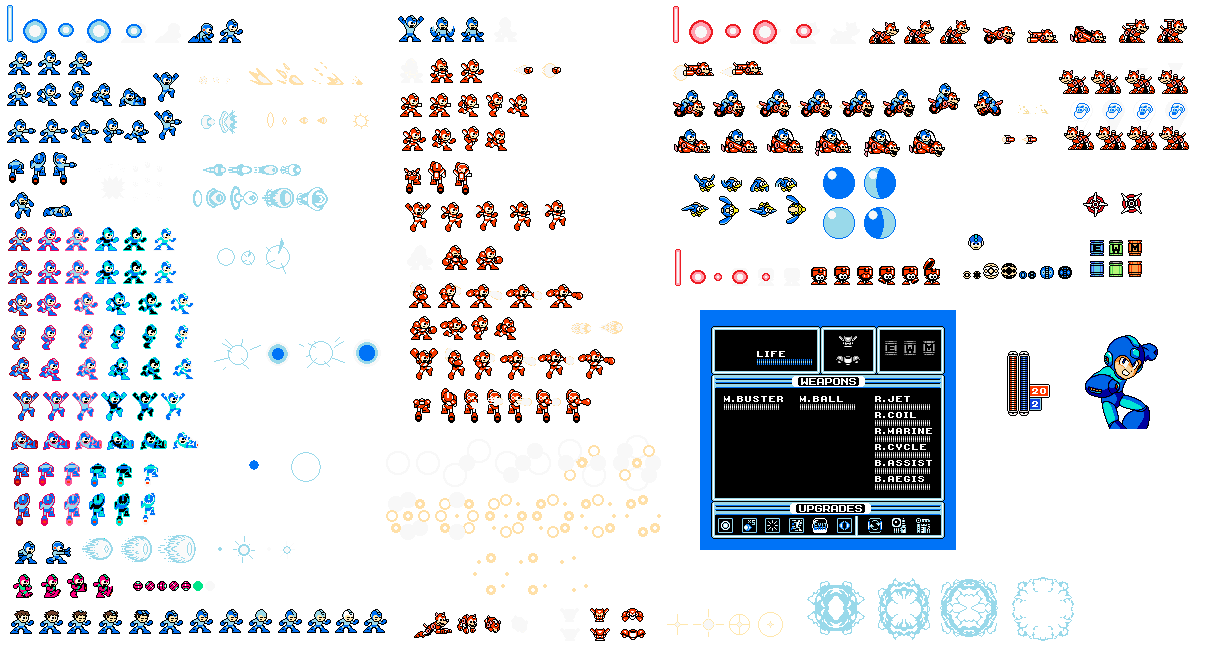 E W M
LIFE
E W M
WEAPONS
M.BUSTER M.BALL R.JET
R.COIL
R.MARINE
R.CYCLE
B.ASSIST
B.AEGIS
20
2
UPGRADES